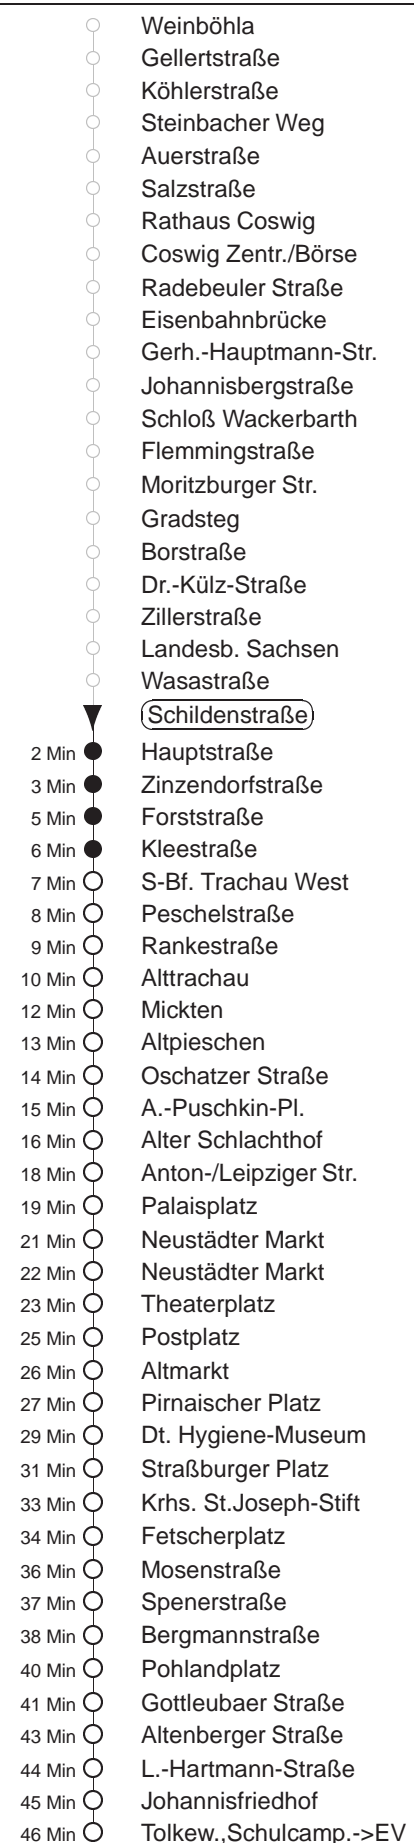 Weinböhla
Gellertstraße
Köhlerstraße
Steinbacher Weg
Auerstraße
Salzstraße
Rathaus Coswig
Coswig Zentr./Börse
Radebeuler Straße
Eisenbahnbrücke
Gerh.-Hauptmann-Str.
Johannisbergstraße
Schloß Wackerbarth
Flemmingstraße
Moritzburger Str.
Gradsteg
Borstraße
Dr.-Külz-Straße
Zillerstraße
Landesb. Sachsen
Wasastraße
Schildenstraße
2 Min Hauptstraße
3 Min Zinzendorfstraße
5 Min Forststraße
6 Min Kleestraße
7 Min S-Bf. Trachau West
8 Min Peschelstraße
9 Min Rankestraße
10 Min Alttrachau
12 Min Mickten
13 Min Altpieschen
14 Min Oschatzer Straße
15 Min A.-Puschkin-Pl.
16 Min Alter Schlachthof
18 Min Anton-/Leipziger Str.
19 Min Palaisplatz
21 Min Neustädter Markt
22 Min Neustädter Markt
23 Min Theaterplatz
25 Min Postplatz
26 Min Altmarkt
27 Min Pirnaischer Platz
29 Min Dt. Hygiene-Museum
31 Min Straßburger Platz
33 Min Krhs. St.Joseph-Stift
34 Min Fetscherplatz
36 Min Mosenstraße
37 Min Spenerstraße
38 Min Bergmannstraße
40 Min Pohlandplatz
41 Min Gottleubaer Straße
43 Min Altenberger Straße
44 Min L.-Hartmann-Straße
45 Min Johannisfriedhof
46 Min Tolkew.,Schulcamp.->EV